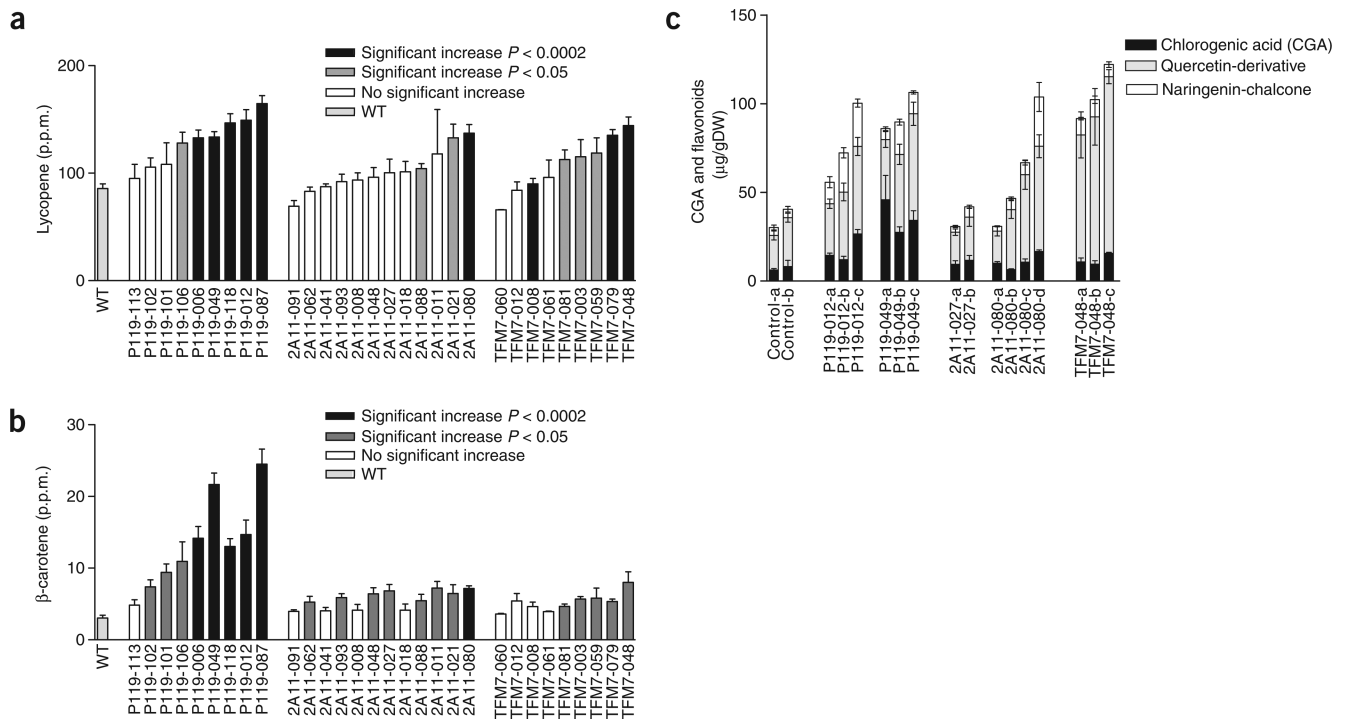 a
Lycopene (p.p.m.)
200
100
0
Significant increase P < 0.0002
Significant increase P < 0.05
No significant increase
WT
WT
P119-113
P119-102
P119-101
P119-106
P119-006
P119-049
P119-118
P119-012
P119-087
2A11-091
2A11-062
2A11-041
2A11-093
2A11-008
2A11-048
2A11-027
2A11-018
2A11-088
2A11-011
2A11-021
2A11-080
TFM7-060
TFM7-012
TFM7-008
TFM7-061
TFM7-081
TFM7-003
TFM7-059
TFM7-079
TFM7-048
b
β-carotene (p.p.m.)
30
20
10
0
Significant increase P < 0.0002
Significant increase P < 0.05
No significant increase
WT
WT
P119-113
P119-102
P119-101
P119-106
P119-006
P119-049
P119-118
P119-012
P119-087
2A11-091
2A11-062
2A11-041
2A11-093
2A11-008
2A11-048
2A11-027
2A11-018
2A11-088
2A11-011
2A11-021
2A11-080
TFM7-060
TFM7-012
TFM7-008
TFM7-061
TFM7-081
TFM7-003
TFM7-059
TFM7-079
TFM7-048
c
CGA and flavonoids
(µg/gDW)
150
100
50
0
Chlorogenic acid (CGA)
Quercetin-derivative
Naringenin-chalcone
Control-a
Control-b
P119-012-a
P119-012-b
P119-012-c
P119-049-a
P119-049-b
P119-049-c
2A11-027-a
2A11-027-b
2A11-080-a
2A11-080-b
2A11-080-c
2A11-080-d
TFM7-048-a
TFM7-048-b
TFM7-048-c